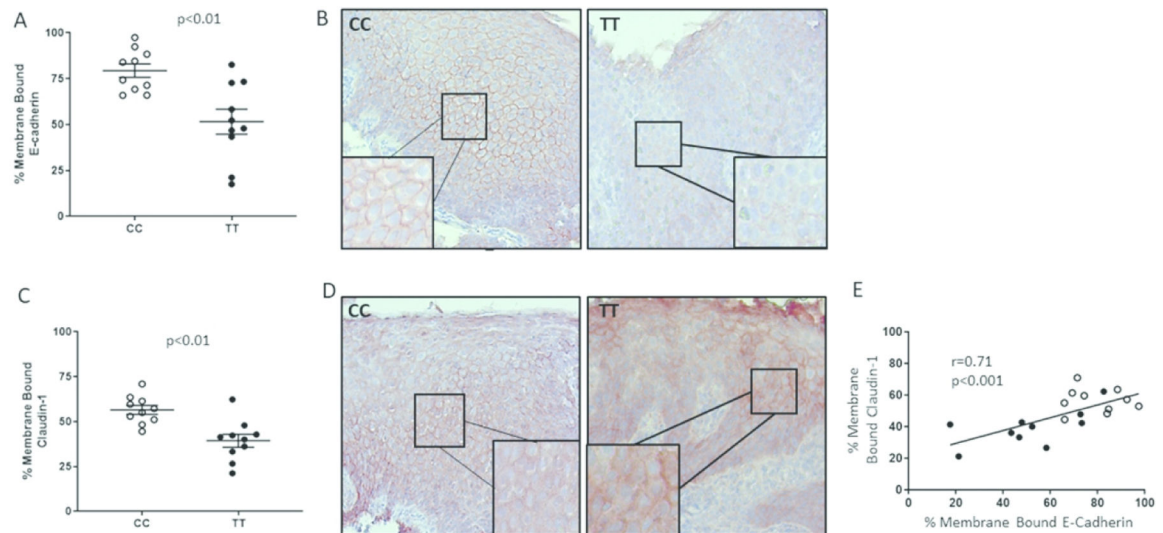 A
p<0.01
% Membrane Bound
E-cadherin
100
75
50
25
0
CC
TT
B
CC
TT
C
p<0.01
% Membrane Bound
Claudin-1
100
75
50
25
0
CC
TT
D
CC
TT
E
r=0.71
p<0.001
% Membrane
Bound Claudin-1
100
80
60
40
20
0
0
20
40
60
80
100
% Membrane Bound E-Cadherin